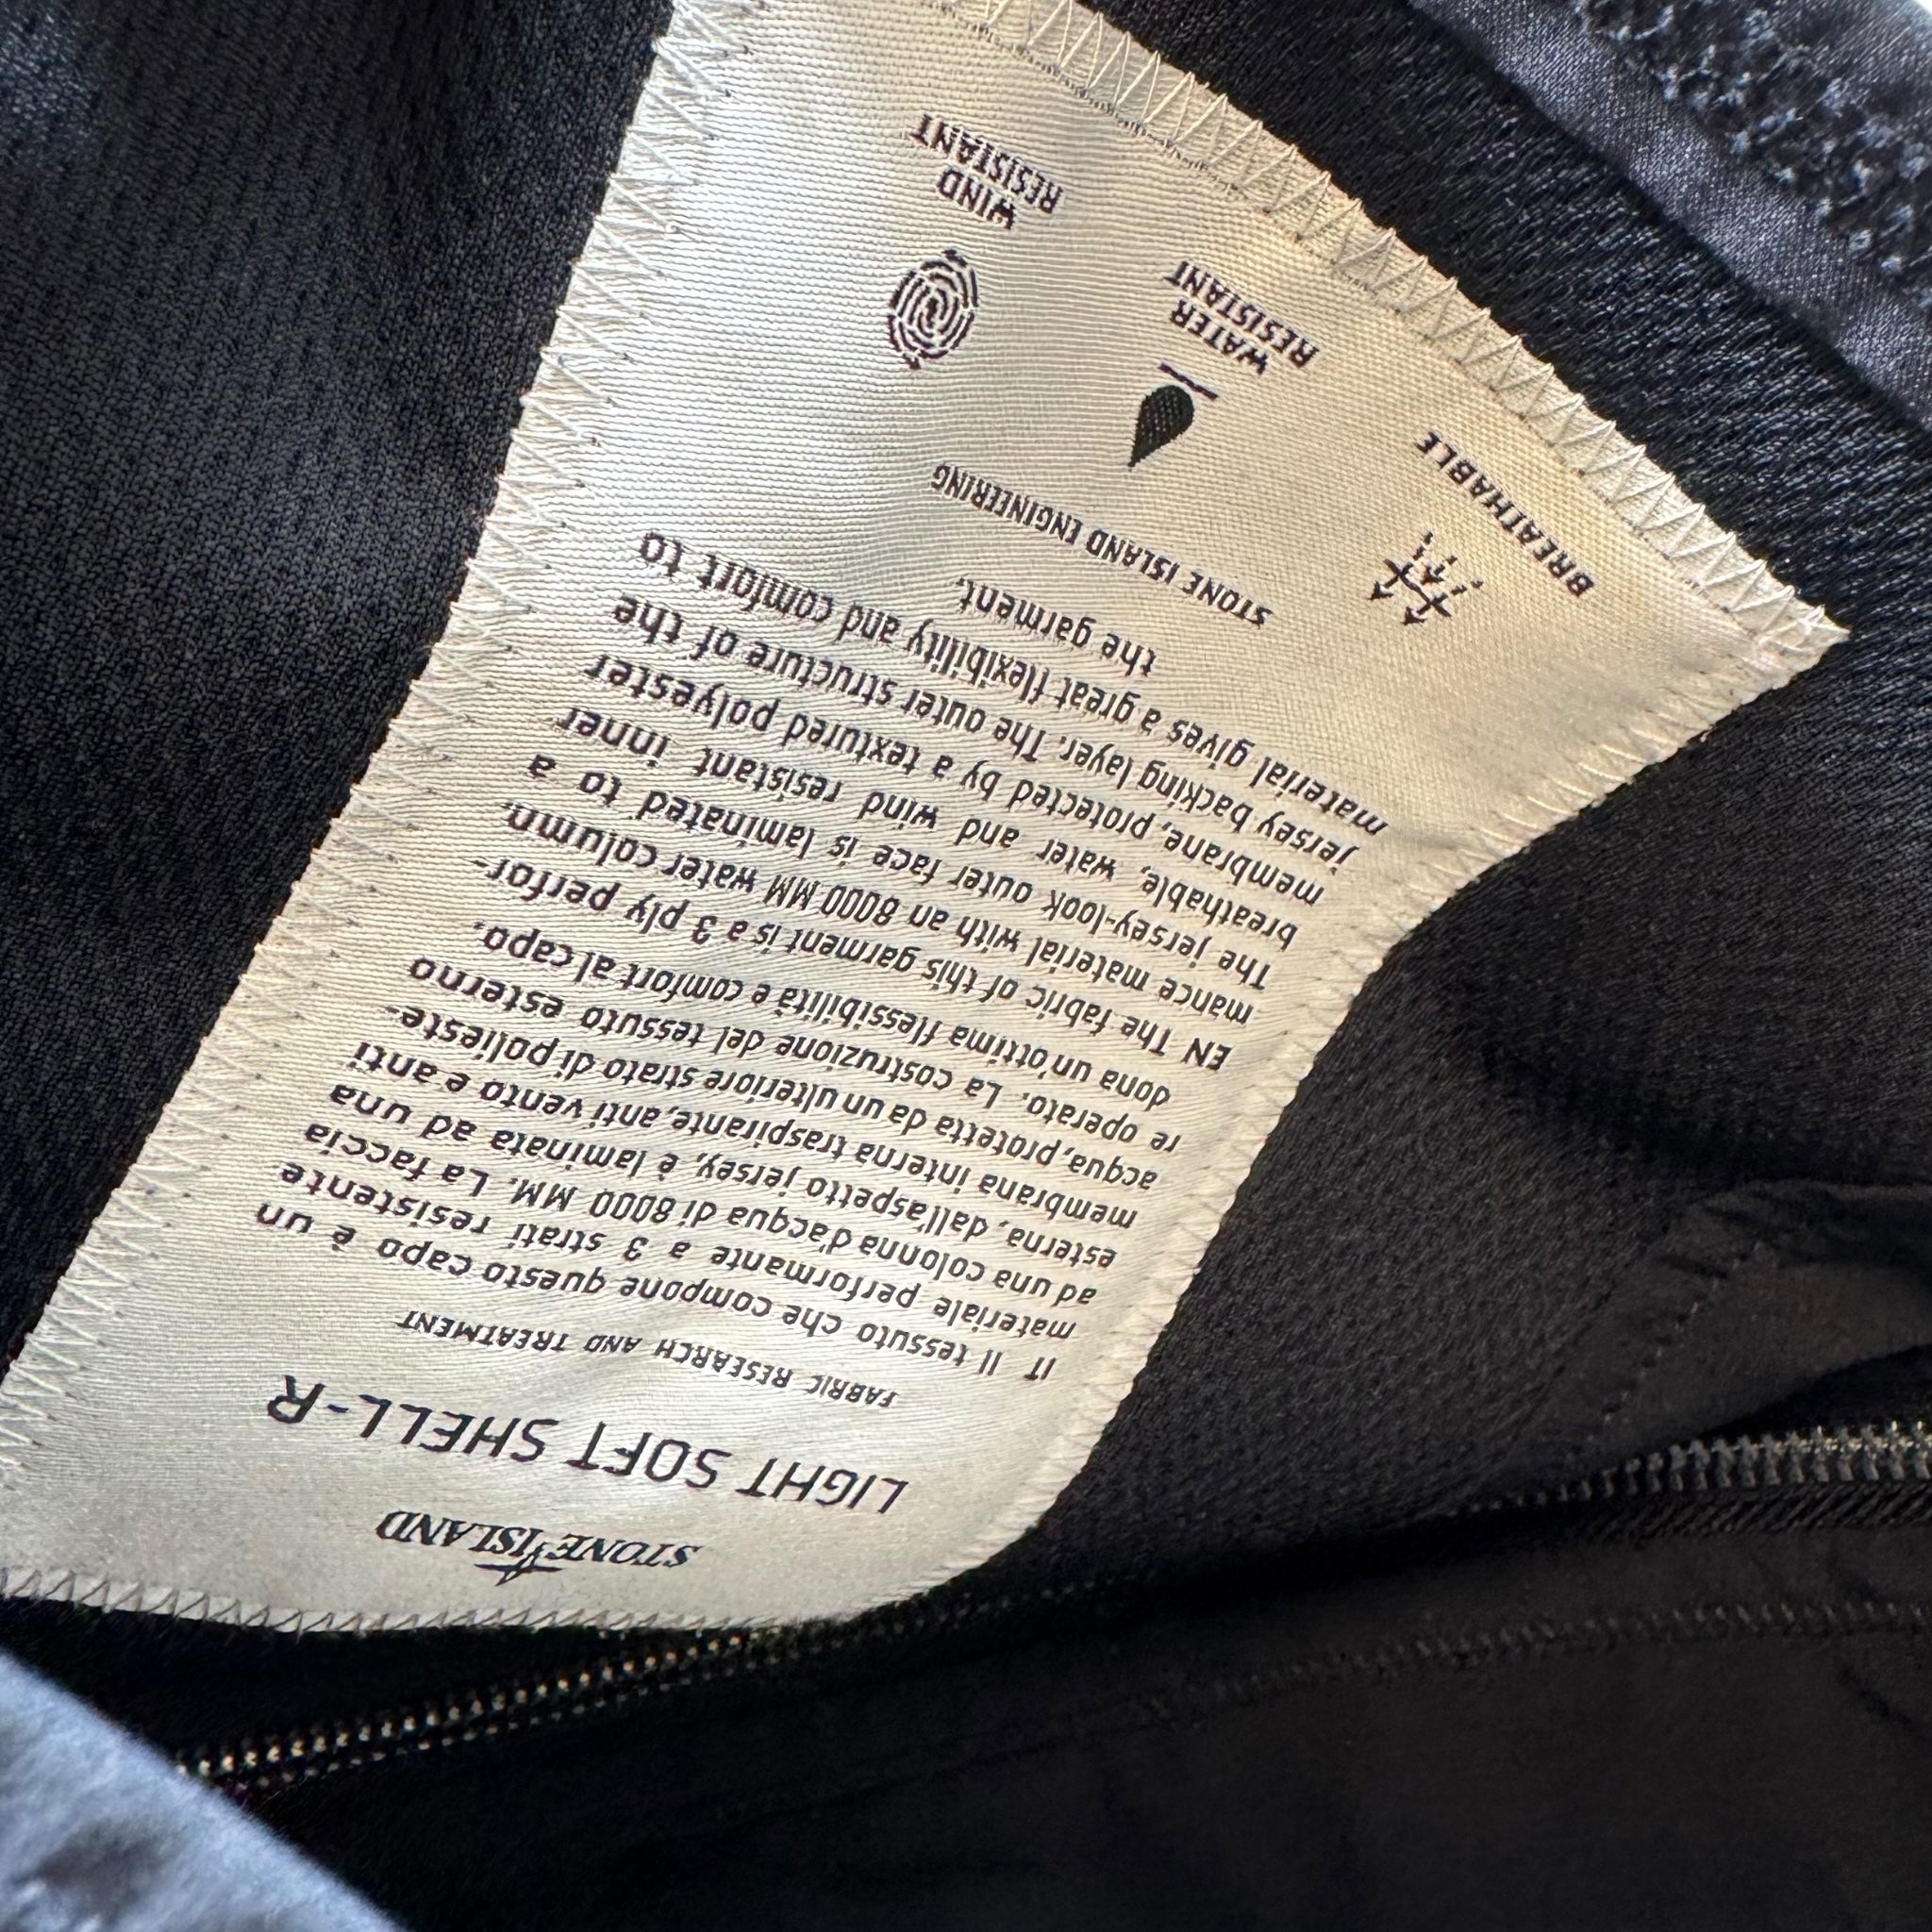 STONE ISLAND
LIGHT SOFT SHELL-R
FABRIC RESEARCH AND TREATMENT
IT Il tessuto che compone questo capo è un
materiale performante a 3 strati resistente
ad una colonna d'acqua di 8000 MM. La faccia
esterna, dall'aspetto jersey, è laminata ad una
membrana interna traspirante, anti vento e anti
acqua, protetta da un ulteriore strato di polieste-
re operato. La costruzione del tessuto esterno
dona un'ottima flessibilità e comfort al capo.
EN The fabric of this garment is a 3 ply perfor-
mance material with an 8000 MM water column.
The jersey-look outer face is laminated to a
breathable, water and wind resistant inner
membrane, protected by a textured polyester
jersey backing layer. The outer structure of the
material gives a great flexibility and comfort to
the garment.
STONE ISLAND ENGINEERING
BREATHABLE
WATER
RESISTANT
WIND
RESISTANT